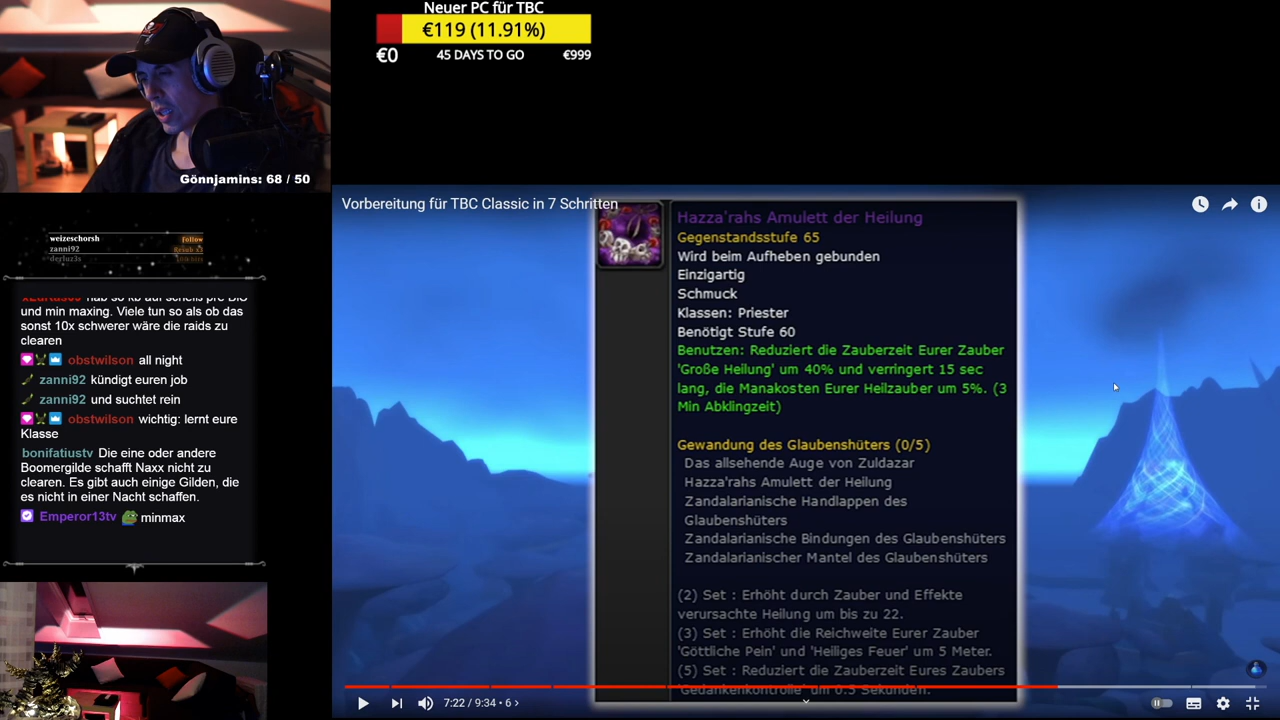 Neuer PC für TBC
€119 (11.91%)
€0
45 DAYS TO GO
€999
Gönnjamins: 68 / 50
weizeschorsh follow
zanni92 Resub x3
derluz3s
hab so kb auf scheiß pre BiS
und min maxing. Viele tun so als ob das
sonst 10x schwerer wäre die raids zu
clearen
obstwilson all night
zanni92 kündigt euren job
zanni92 und suchtet rein
obstwilson wichtig: lernt eure
Klasse
bonifatiustv Die eine oder andere
Boomergilde schafft Naxx nicht zu
clearen. Es gibt auch einige Gilden, die
es nicht in einer Nacht schaffen.
Emperor13tv minmax
Vorbereitung für TBC Classic in 7 Schritten
Hazza'rahs Amulett der Heilung
Gegenstandsstufe 65
Wird beim Aufheben gebunden
Einzigartig
Schmuck
Klassen: Priester
Benötigt Stufe 60
Benutzen: Reduziert die Zauberzeit Eurer Zauber
'Große Heilung' um 40% und verringert 15 sec
lang, die Manakosten Eurer Heilzauber um 5%. (3
Min Abklingzeit)
Gewandung des Glaubenshüters (0/5)
Das allsehende Auge von Zuldazar
Hazza'rahs Amulett der Heilung
Zandalarianische Handlappen des
Glaubenshüters
Zandalarianische Bindungen des Glaubenshüters
Zandalarianischer Mantel des Glaubenshüters
(2) Set : Erhöht durch Zauber und Effekte
verursachte Heilung um bis zu 22.
(3) Set : Erhöht die Reichweite Eurer Zauber
'Göttliche Pein' und 'Heiliges Feuer' um 5 Meter.
(5) Set : Reduziert die Zauberzeit Eures Zaubers
'Gedankenkontrolle' um 0.5 Sekunden.
7:22 / 9:34 • 6 >